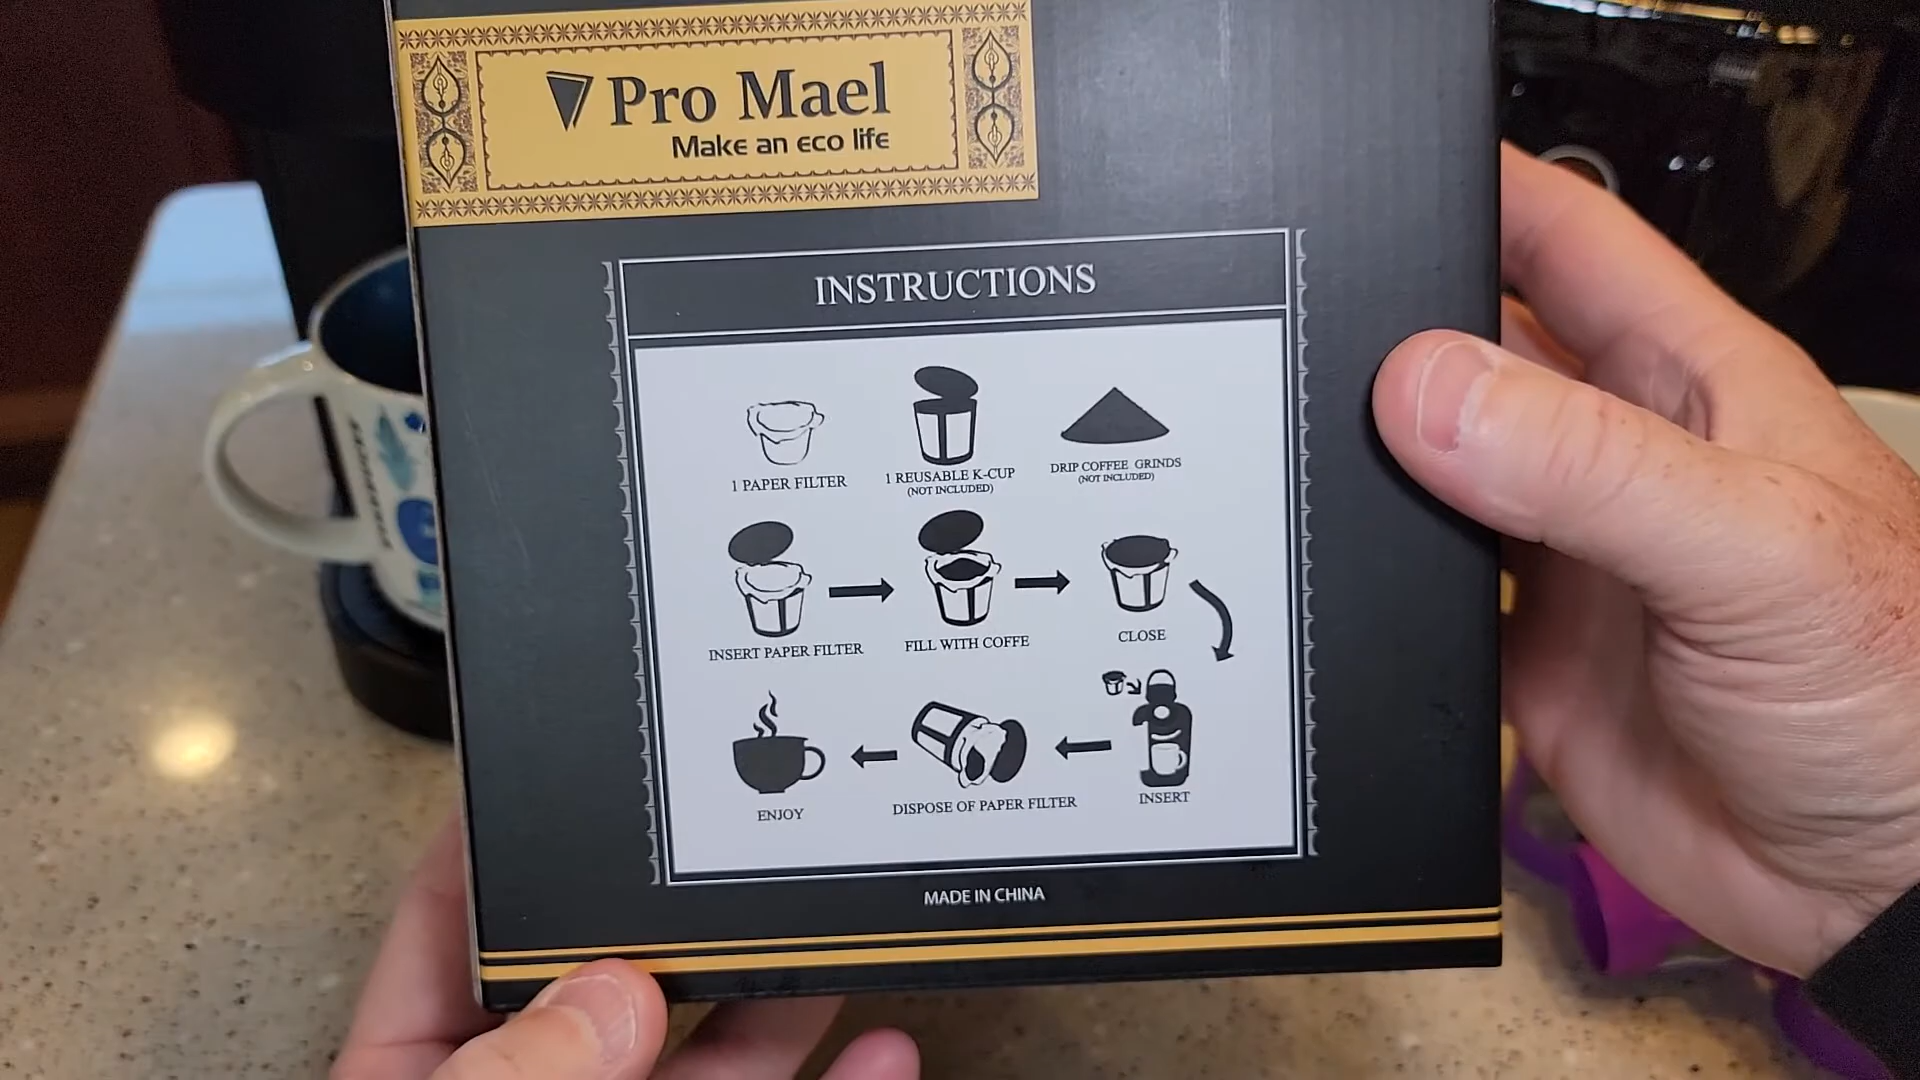 Pro Mael
Make an eco life
INSTRUCTIONS
1 PAPER FILTER
1 REUSABLE K-CUP
(NOT INCLUDED)
DRIP COFFEE GRINDS
(NOT INCLUDED)
INSERT PAPER FILTER
FILL WITH COFFE
CLOSE
ENJOY
DISPOSE OF PAPER FILTER
INSERT
MADE IN CHINA